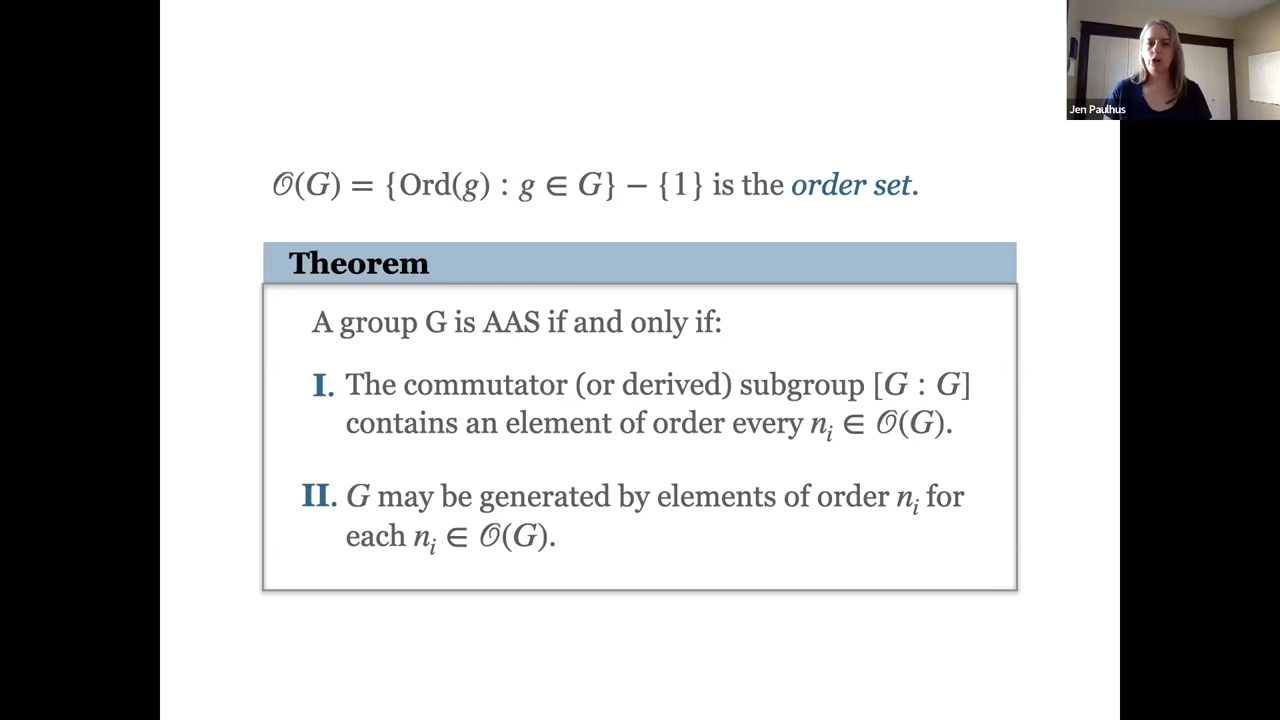 Jen Paulhus
𝒪(G) = {Ord(g) : g ∈ G} − {1} is the order set.
Theorem
A group G is AAS if and only if:
I. The commutator (or derived) subgroup [G : G]
contains an element of order every nᵢ ∈ 𝒪(G).
II. G may be generated by elements of order nᵢ for
each nᵢ ∈ 𝒪(G).